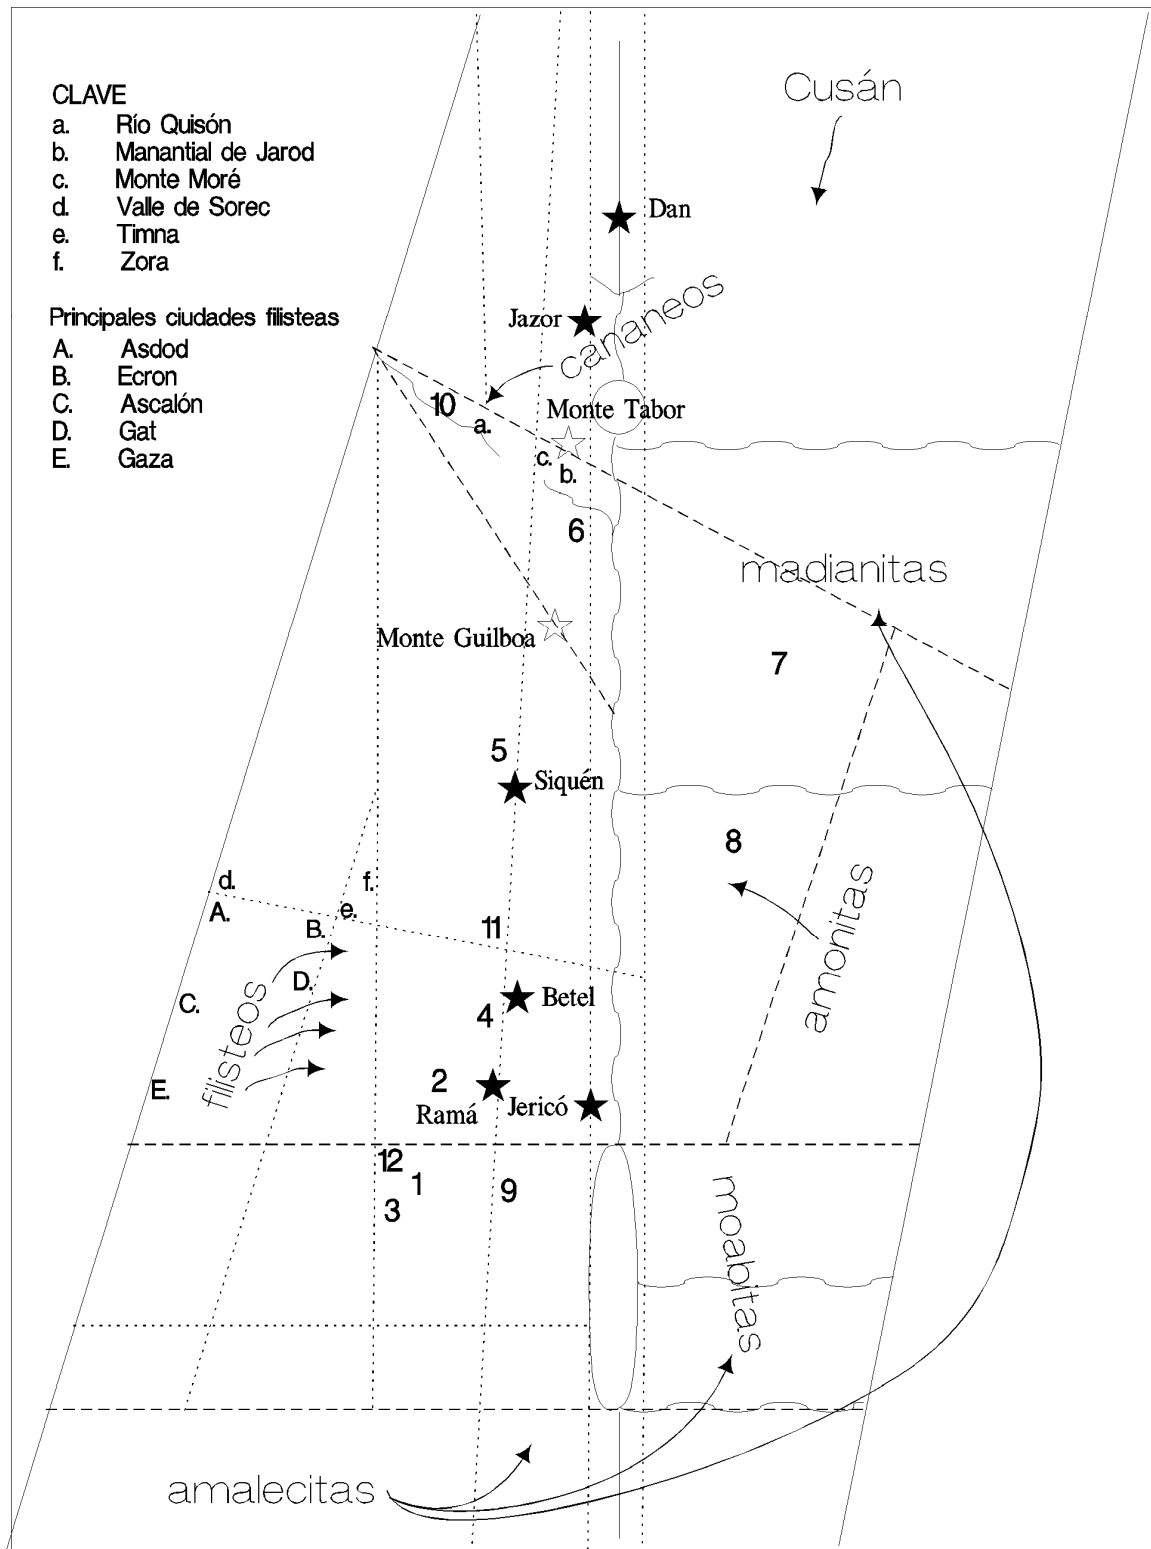 CLAVE
a. Río Quisón
b. Manantial de Jarod
c. Monte Moré
d. Valle de Sorec
e. Timna
f. Zora
Principales ciudades filisteas
A. Asdod
B. Ecron
C. Ascalón
D. Gat
E. Gaza
Cusán
Dan
Jazor
cananeos
10
a.
Monte Tabor
c.
b.
6
madianitas
Monte Guilboa
7
5
Siquén
8
d.
f.
A.
e.
B.
11
amonitas
D.
C.
Betel
4
filisteos
E.
2
Ramá
Jericó
12
1
3
9
moabitas
amalecitas